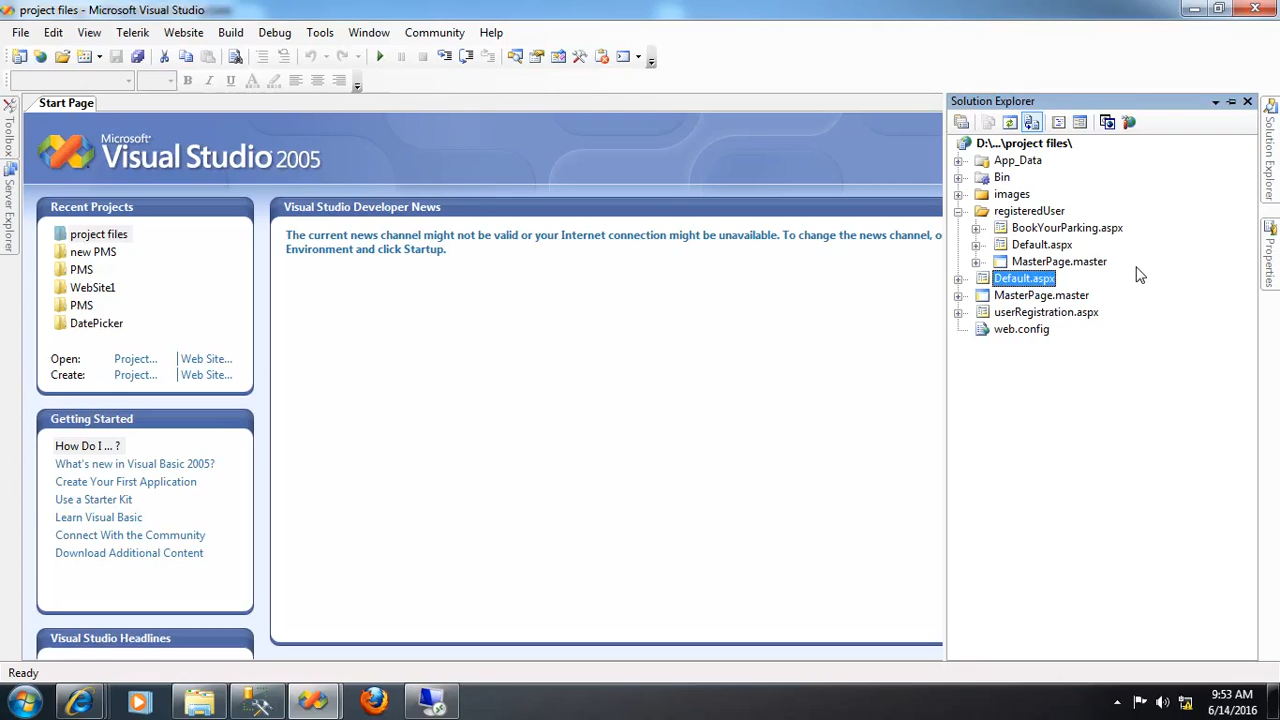 project files - Microsoft Visual Studio
File Edit View Telerik Website Build Debug Tools Window Community Help
B I U A
Start Page
Toolbox
Server Explorer
Microsoft®
Visual Studio 2005
Recent Projects
project files
new PMS
PMS
WebSite1
PMS
DatePicker
Open: Project... Web Site...
Create: Project... Web Site...
Getting Started
How Do I ... ?
What's new in Visual Basic 2005?
Create Your First Application
Use a Starter Kit
Learn Visual Basic
Connect With the Community
Download Additional Content
Visual Studio Headlines
Visual Studio Developer News
The current news channel might not be valid or your Internet connection might be unavailable. To change the news channel, o
Environment and click Startup.
Solution Explorer
D:\...\project files\
App_Data
Bin
images
registeredUser
BookYourParking.aspx
Default.aspx
MasterPage.master
Default.aspx
MasterPage.master
userRegistration.aspx
web.config
Solution Explorer
Properties
Ready
9:53 AM
6/14/2016